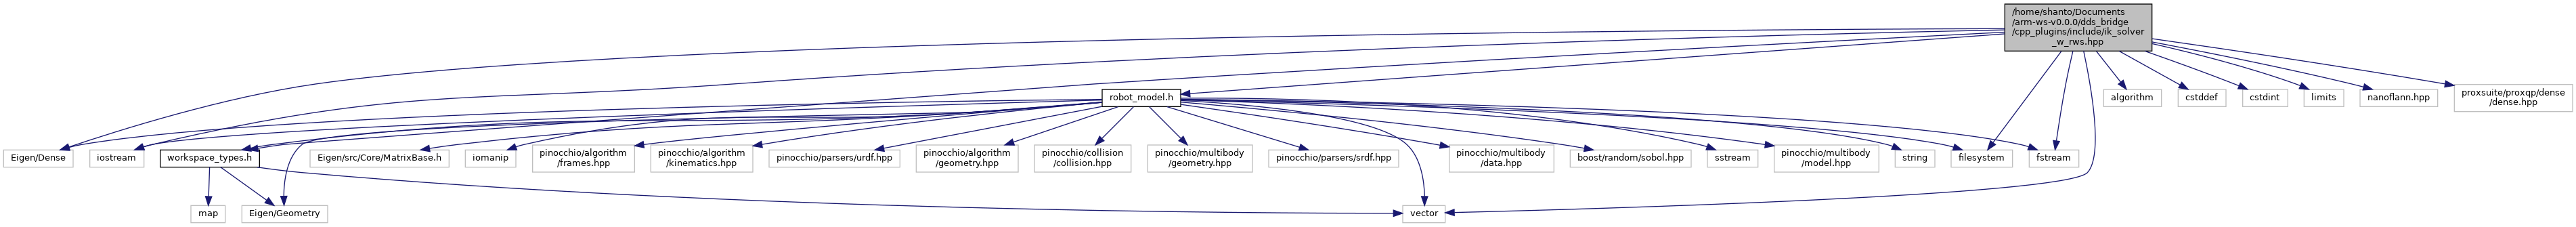 /home/shanto/Documents
/arm-ws-v0.0.0/dds_bridge
/cpp_plugins/include/ik_solver
_w_rws.hpp
robot_model.h
algorithm
cstddef
cstdint
limits
nanoflann.hpp
proxsuite/proxqp/dense
/dense.hpp
Eigen/Dense
iostream
workspace_types.h
Eigen/src/Core/MatrixBase.h
iomanip
pinocchio/algorithm
/frames.hpp
pinocchio/algorithm
/kinematics.hpp
pinocchio/parsers/urdf.hpp
pinocchio/algorithm
/geometry.hpp
pinocchio/collision
/collision.hpp
pinocchio/multibody
/geometry.hpp
pinocchio/parsers/srdf.hpp
pinocchio/multibody
/data.hpp
boost/random/sobol.hpp
sstream
pinocchio/multibody
/model.hpp
string
filesystem
fstream
map
Eigen/Geometry
vector